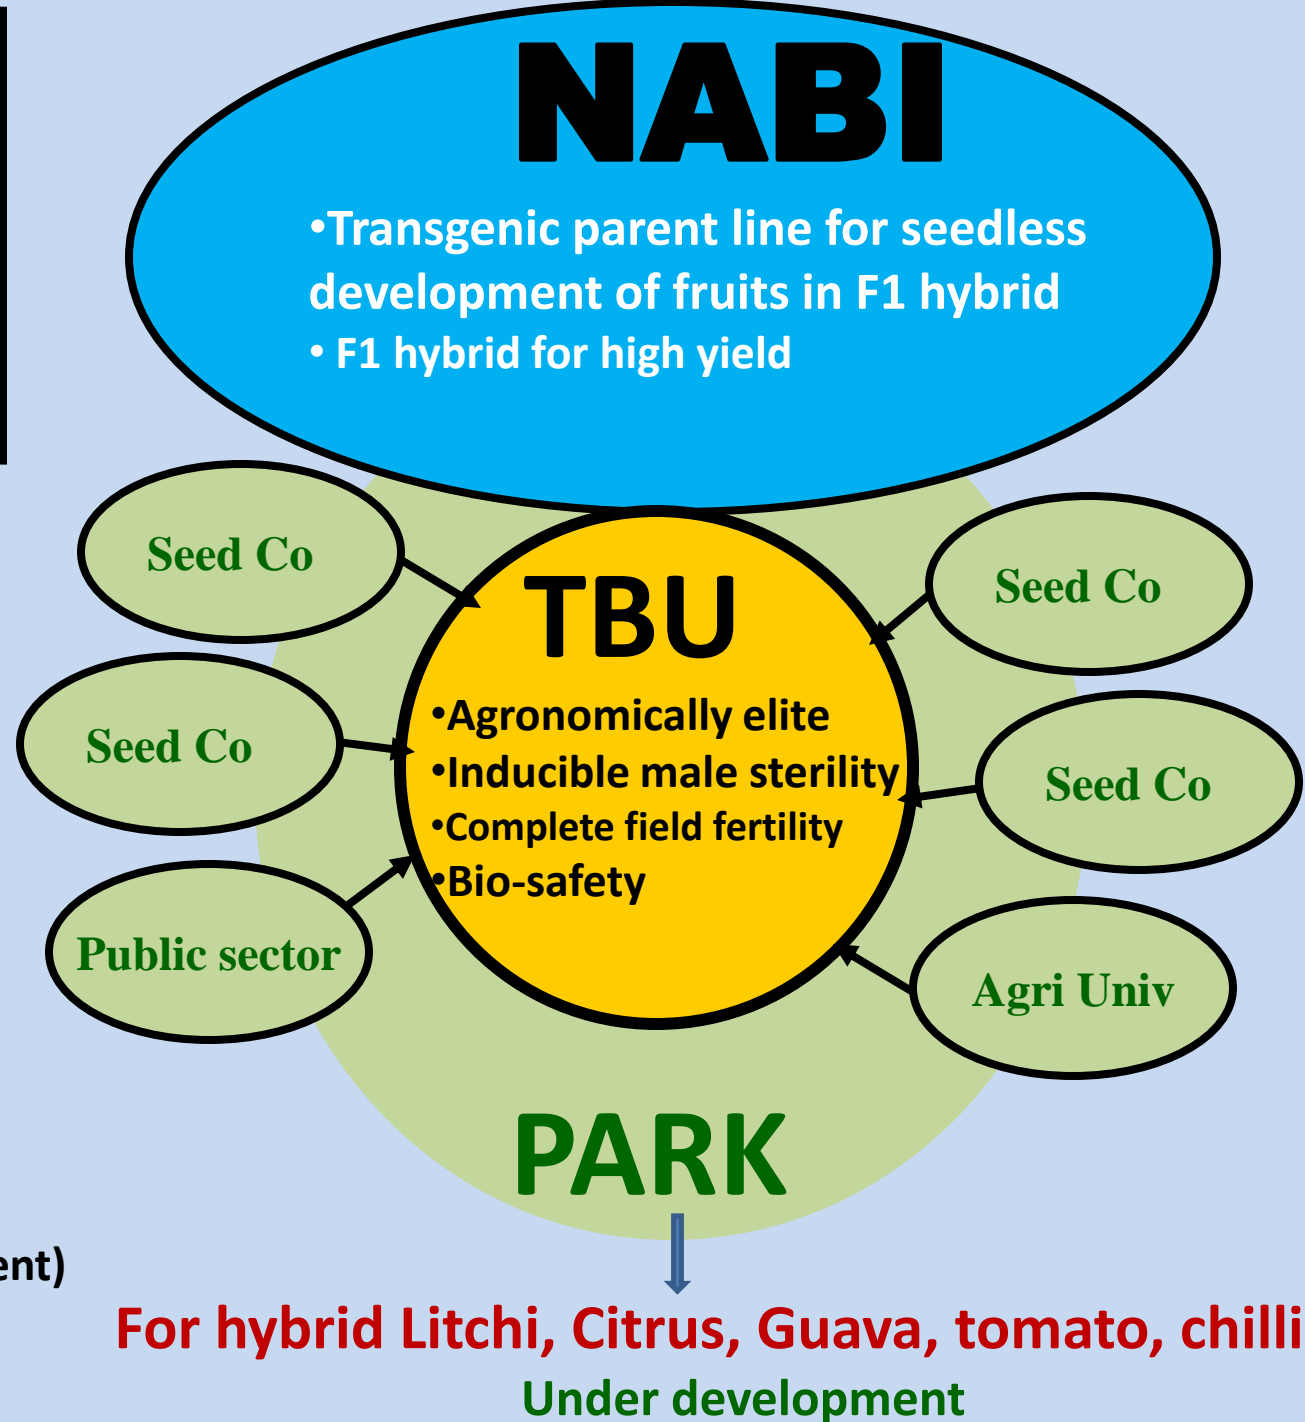 NABI
•Transgenic parent line for seedless
development of fruits in F1 hybrid
• F1 hybrid for high yield
Seed Co
Seed Co
TBU
•Agronomically elite
•Inducible male sterility
•Complete field fertility
•Bio-safety
Seed Co
Seed Co
Public sector
Agri Univ
PARK
ent)
For hybrid Litchi, Citrus, Guava, tomato, chilli
Under development